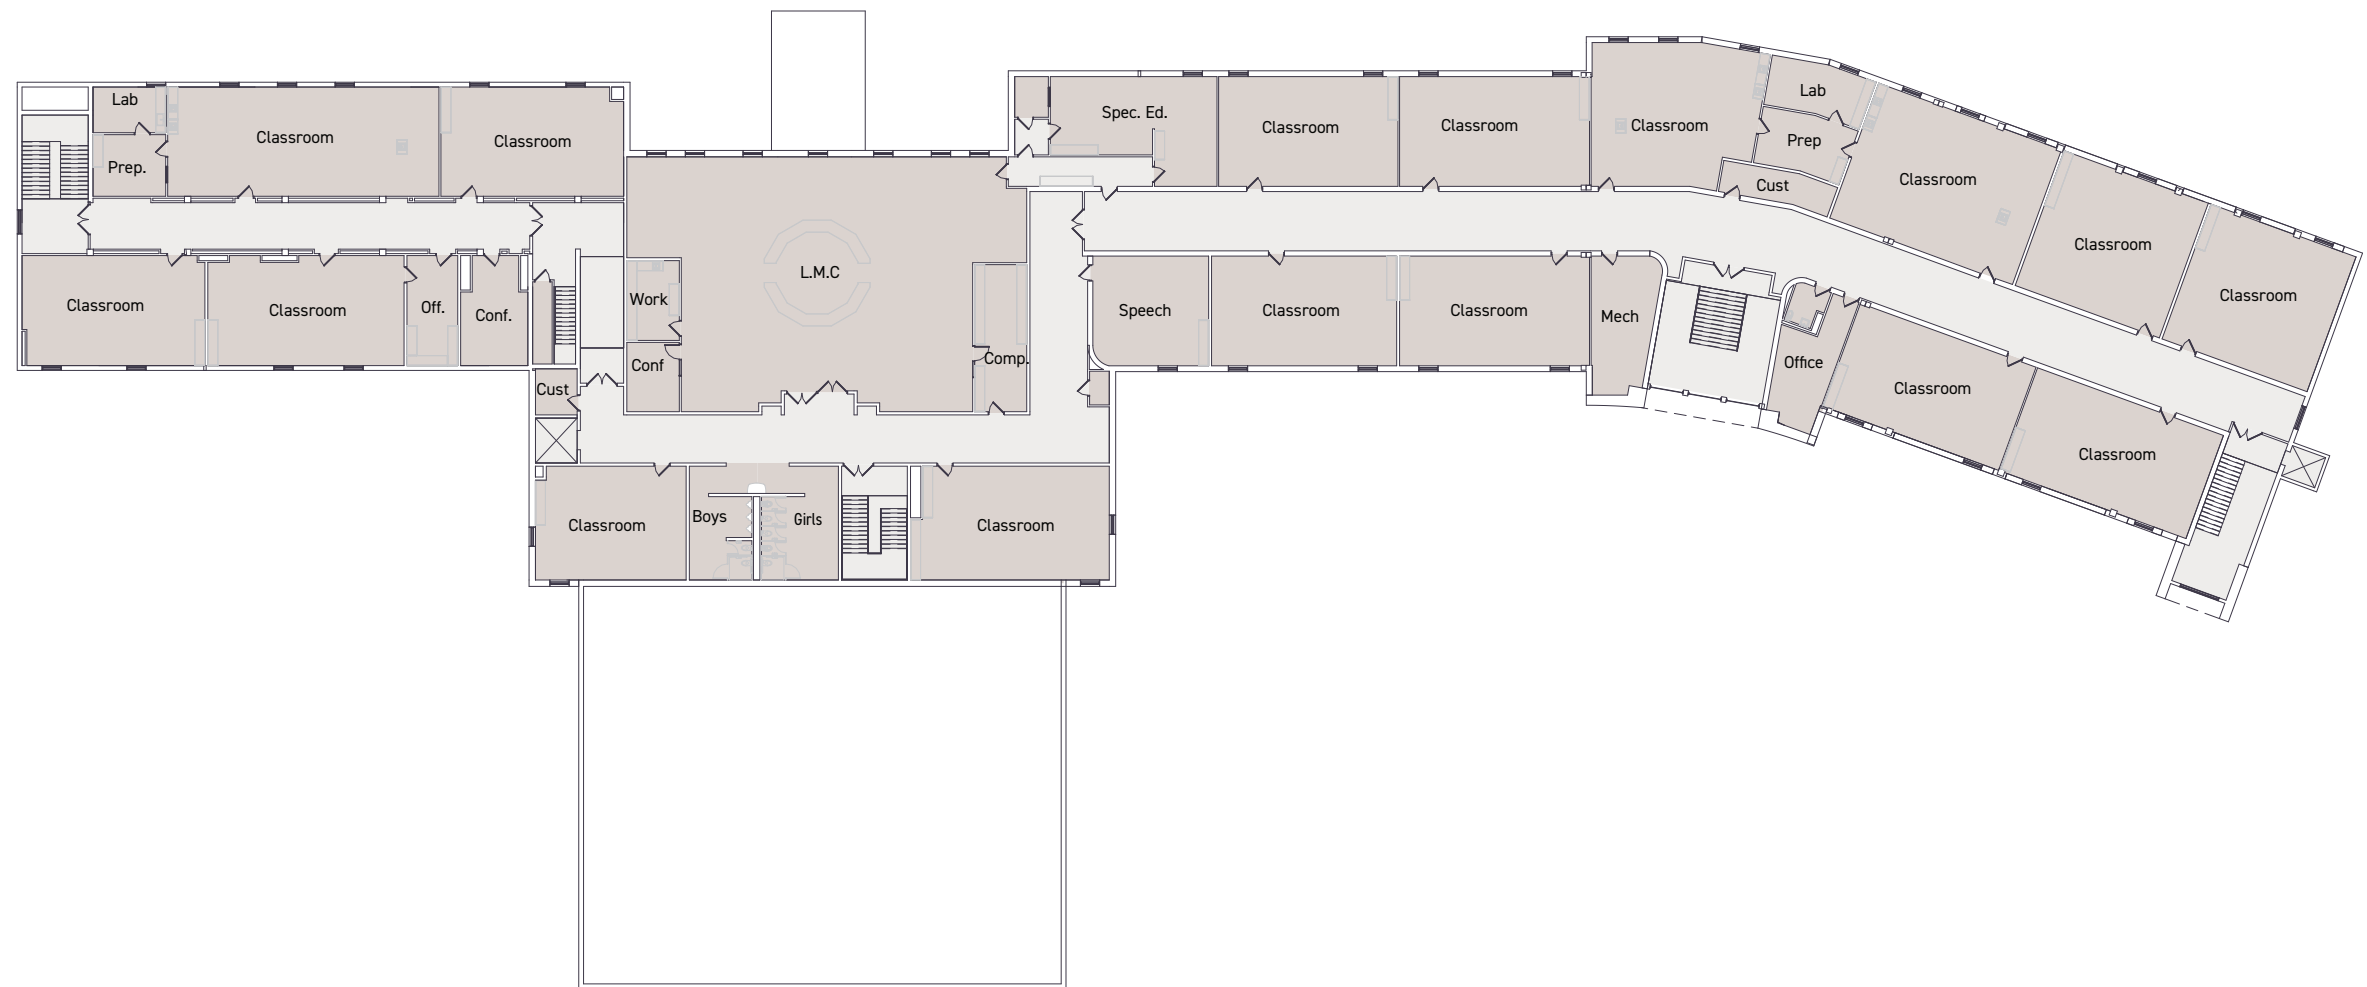 Lab
Classroom
Classroom
Prep.
Classroom
Classroom
Off.
Conf.
Work
L.M.C
Conf
Comp.
Cust
Classroom
Boys
Girls
Classroom
Spec. Ed.
Classroom
Classroom
Classroom
Lab
Prep
Cust
Classroom
Classroom
Classroom
Speech
Classroom
Classroom
Mech
Office
Classroom
Classroom